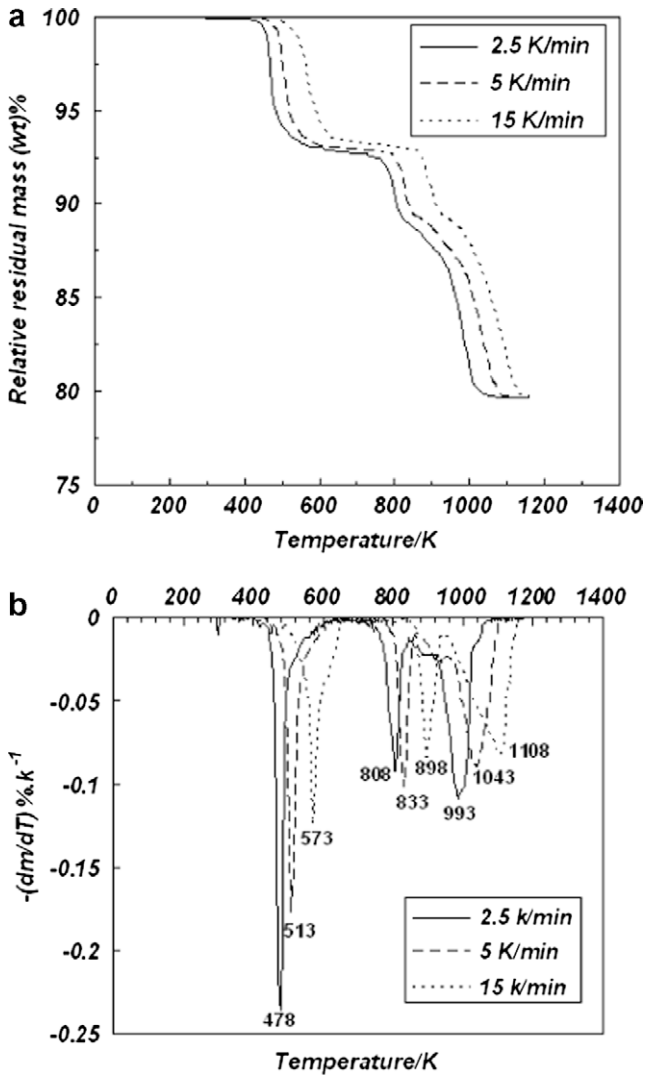 a
100
95
90
85
80
75
Relative residual mass (wt)%
2.5 K/min
5 K/min
15 K/min
0 200 400 600 800 1000 1200 1400
Temperature/K
b
0 200 400 600 800 1000 1200 1400
0
-0.05
-0.1
-0.15
-0.2
-0.25
-(dm/dT)%.k-1
808
833
898
993
1043
1108
573
513
478
2.5 k/min
5 K/min
15 k/min
Temperature/K